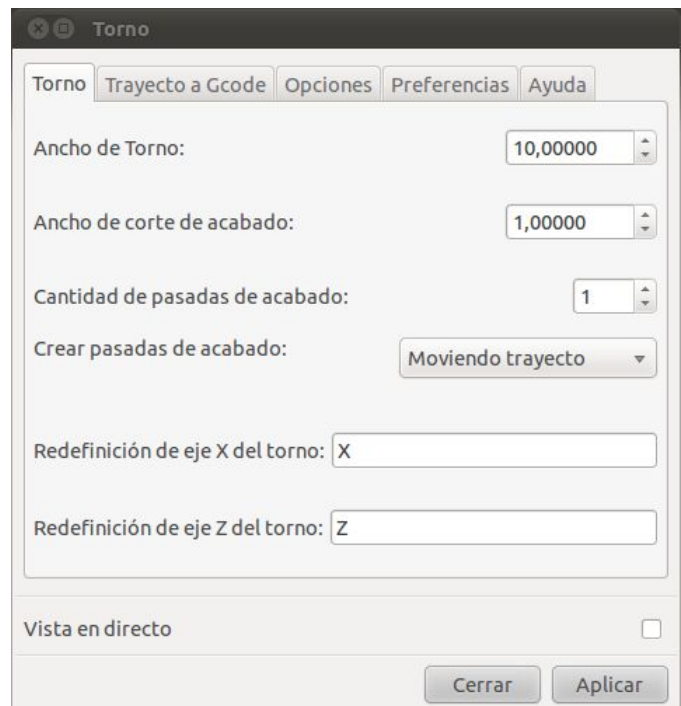 Torno
Torno Trayecto a Gcode Opciones Preferencias Ayuda
Ancho de Torno: 10,00000
Ancho de corte de acabado: 1,00000
Cantidad de pasadas de acabado: 1
Crear pasadas de acabado: Moviendo trayecto
Redefinición de eje X del torno: X
Redefinición de eje Z del torno: Z
Vista en directo
Cerrar Aplicar